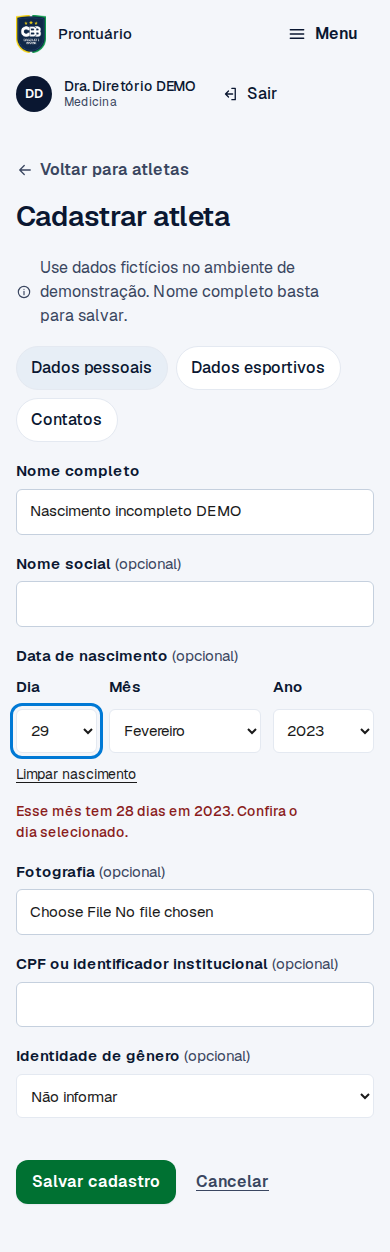 CBB
Prontuário
Menu
DD
Dra. Diretório DEMO
Medicina
Sair
Voltar para atletas
Cadastrar atleta
Use dados fictícios no ambiente de
demonstração. Nome completo basta
para salvar.
Dados pessoais
Dados esportivos
Contatos
Nome completo
Nascimento incompleto DEMO
Nome social (opcional)
Data de nascimento (opcional)
Dia Mês Ano
29 Fevereiro 2023
Limpar nascimento
Esse mês tem 28 dias em 2023. Confira o
dia selecionado.
Fotografia (opcional)
Choose File No file chosen
CPF ou identificador institucional (opcional)
Identidade de gênero (opcional)
Não informar
Salvar cadastro
Cancelar